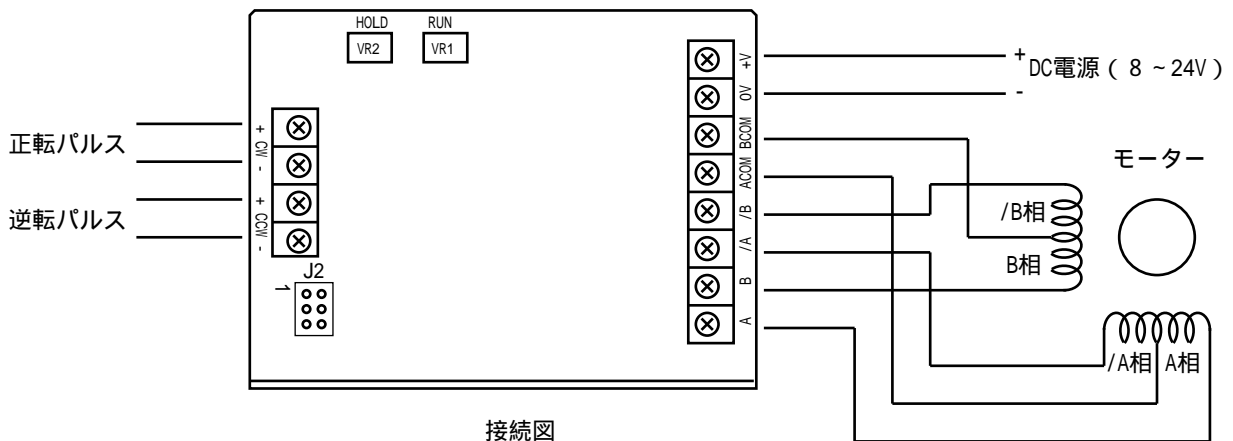 HOLD
RUN
VR2
VR1
+V
0V
BCOM
ACOM
/B
/A
B
A
+
DC電源（8～24V）
-
正転パルス
+
CW
-
逆転パルス
+
CCW
-
J2
1
モーター
/B相
B相
/A相
A相
接続図